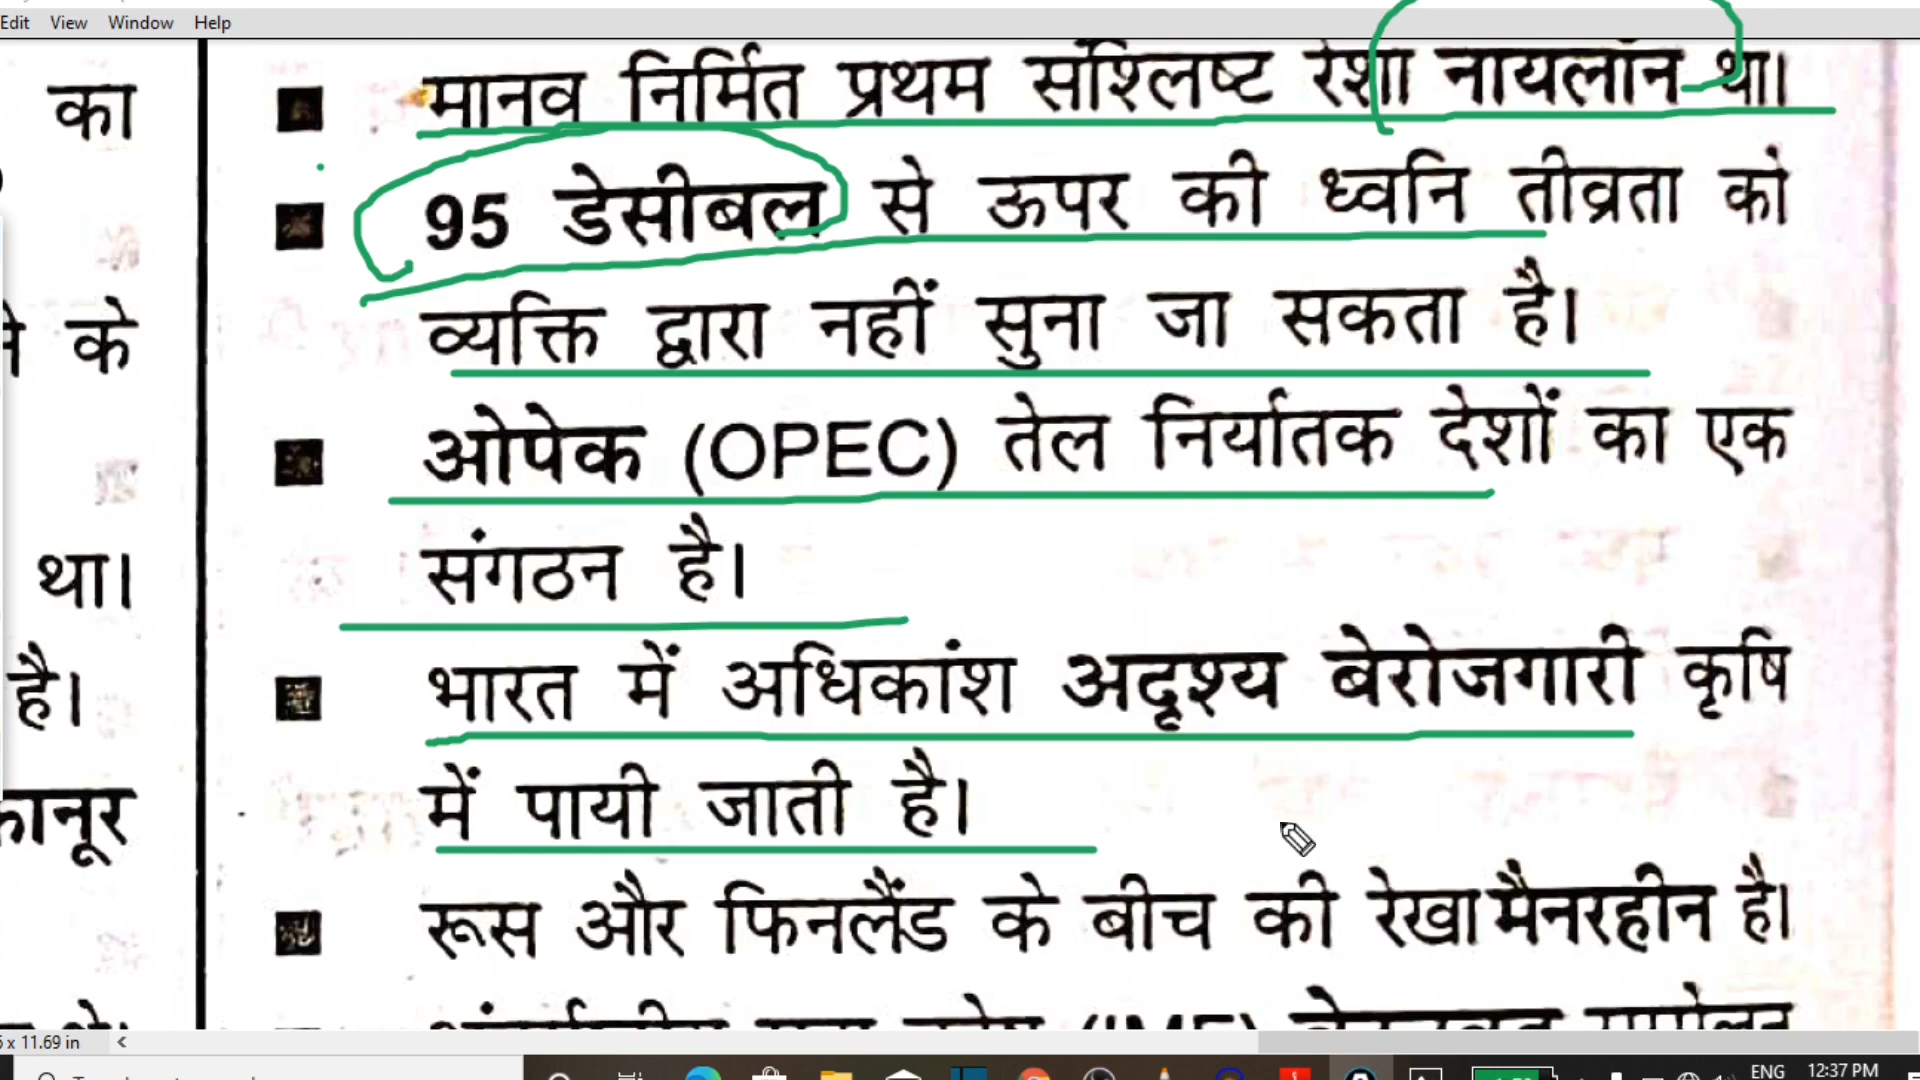 Edit View Window Help
का
के
था।
है।
मानव निर्मित प्रथम संश्लिष्ट रेशा नायलॉन था।
95 डेसीबल से ऊपर की ध्वनि तीव्रता को
व्यक्ति द्वारा नहीं सुना जा सकता है।
ओपेक (OPEC) तेल निर्यातक देशों का एक
संगठन है।
भारत में अधिकांश अदृश्य बेरोजगारी कृषि
में पायी जाती है।
रूस और फिनलैंड के बीच की रेखा मैनरहीन है।
x 11.69 in
ENG 12:37 PM